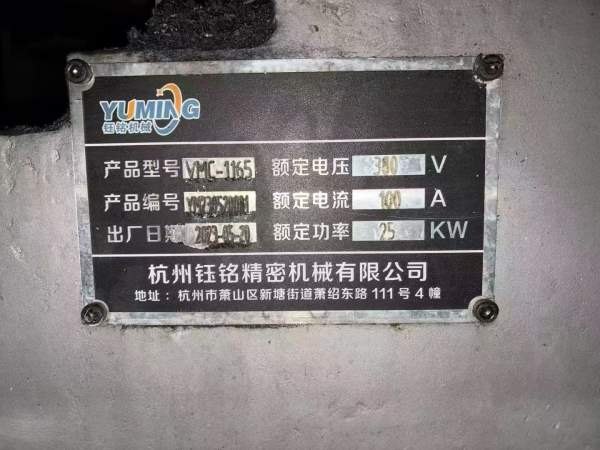 YUMING
钰铭机械
产品型号 VMC-1165 额定电压 380 V
产品编号 额定电流 100 A
出厂日期 2023-05-20 额定功率 25 KW
杭州钰铭精密机械有限公司
地址：杭州市萧山区新塘街道萧绍东路111号4幢